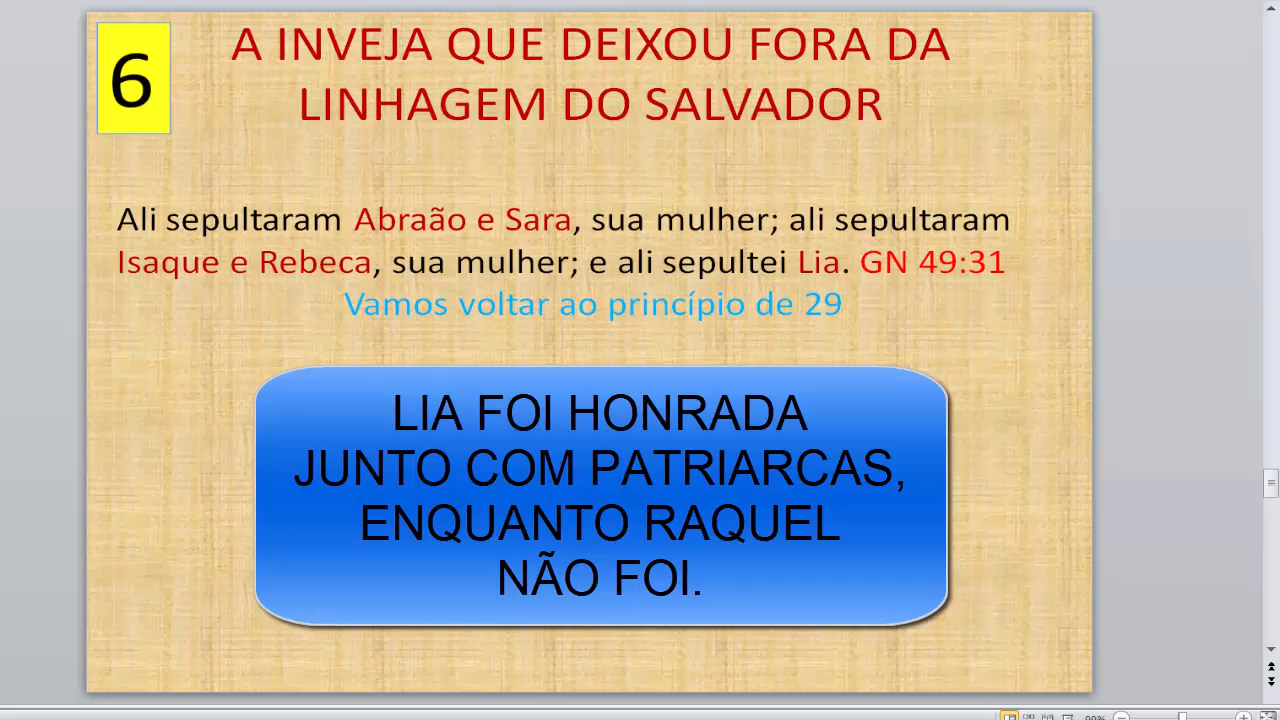 6
A INVEJA QUE DEIXOU FORA DA
LINHAGEM DO SALVADOR
Ali sepultaram Abraão e Sara, sua mulher; ali sepultaram
Isaque e Rebeca, sua mulher; e ali sepultei Lia. GN 49:31
Vamos voltar ao princípio de 29
LIA FOI HONRADA
JUNTO COM PATRIARCAS,
ENQUANTO RAQUEL
NÃO FOI.